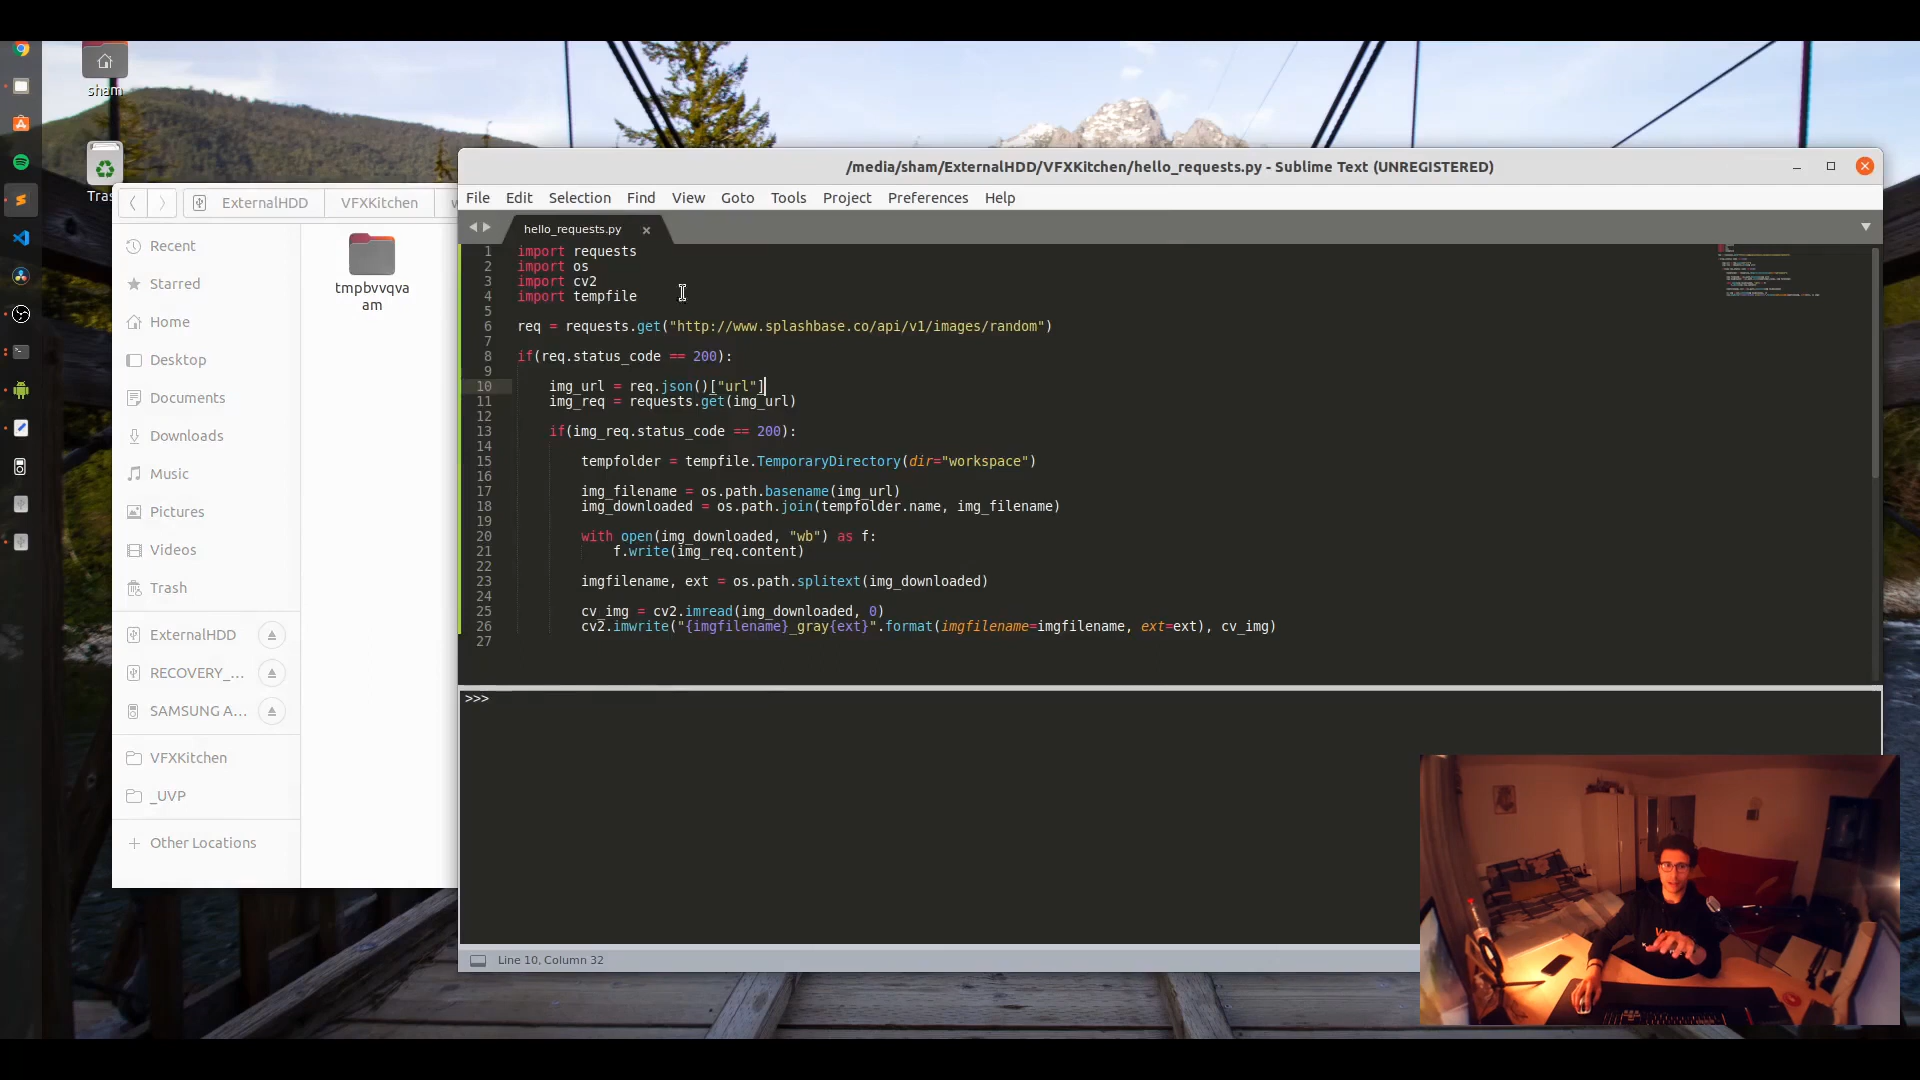 sham
Tras
/media/sham/ExternalHDD/VFXKitchen/hello_requests.py - Sublime Text (UNREGISTERED)
File Edit Selection Find View Goto Tools Project Preferences Help
hello_requests.py
ExternalHDD VFXKitchen
Recent
Starred
Home
Desktop
Documents
Downloads
Music
Pictures
Videos
Trash
ExternalHDD
RECOVERY_...
SAMSUNG A...
VFXKitchen
_UVP
+ Other Locations
tmpbvvqva
am
1 import requests
2 import os
3 import cv2
4 import tempfile
5
6 req = requests.get("http://www.splashbase.co/api/v1/images/random")
7
8 if(req.status_code == 200):
9
10 img_url = req.json()["url"]
11 img_req = requests.get(img_url)
12
13 if(img_req.status_code == 200):
14
15 tempfolder = tempfile.TemporaryDirectory(dir="workspace")
16
17 img_filename = os.path.basename(img_url)
18 img_downloaded = os.path.join(tempfolder.name, img_filename)
19
20 with open(img_downloaded, "wb") as f:
21 f.write(img_req.content)
22
23 imgfilename, ext = os.path.splitext(img_downloaded)
24
25 cv_img = cv2.imread(img_downloaded, 0)
26 cv2.imwrite("{imgfilename}_gray{ext}".format(imgfilename=imgfilename, ext=ext), cv_img)
27
>>>
Line 10, Column 32